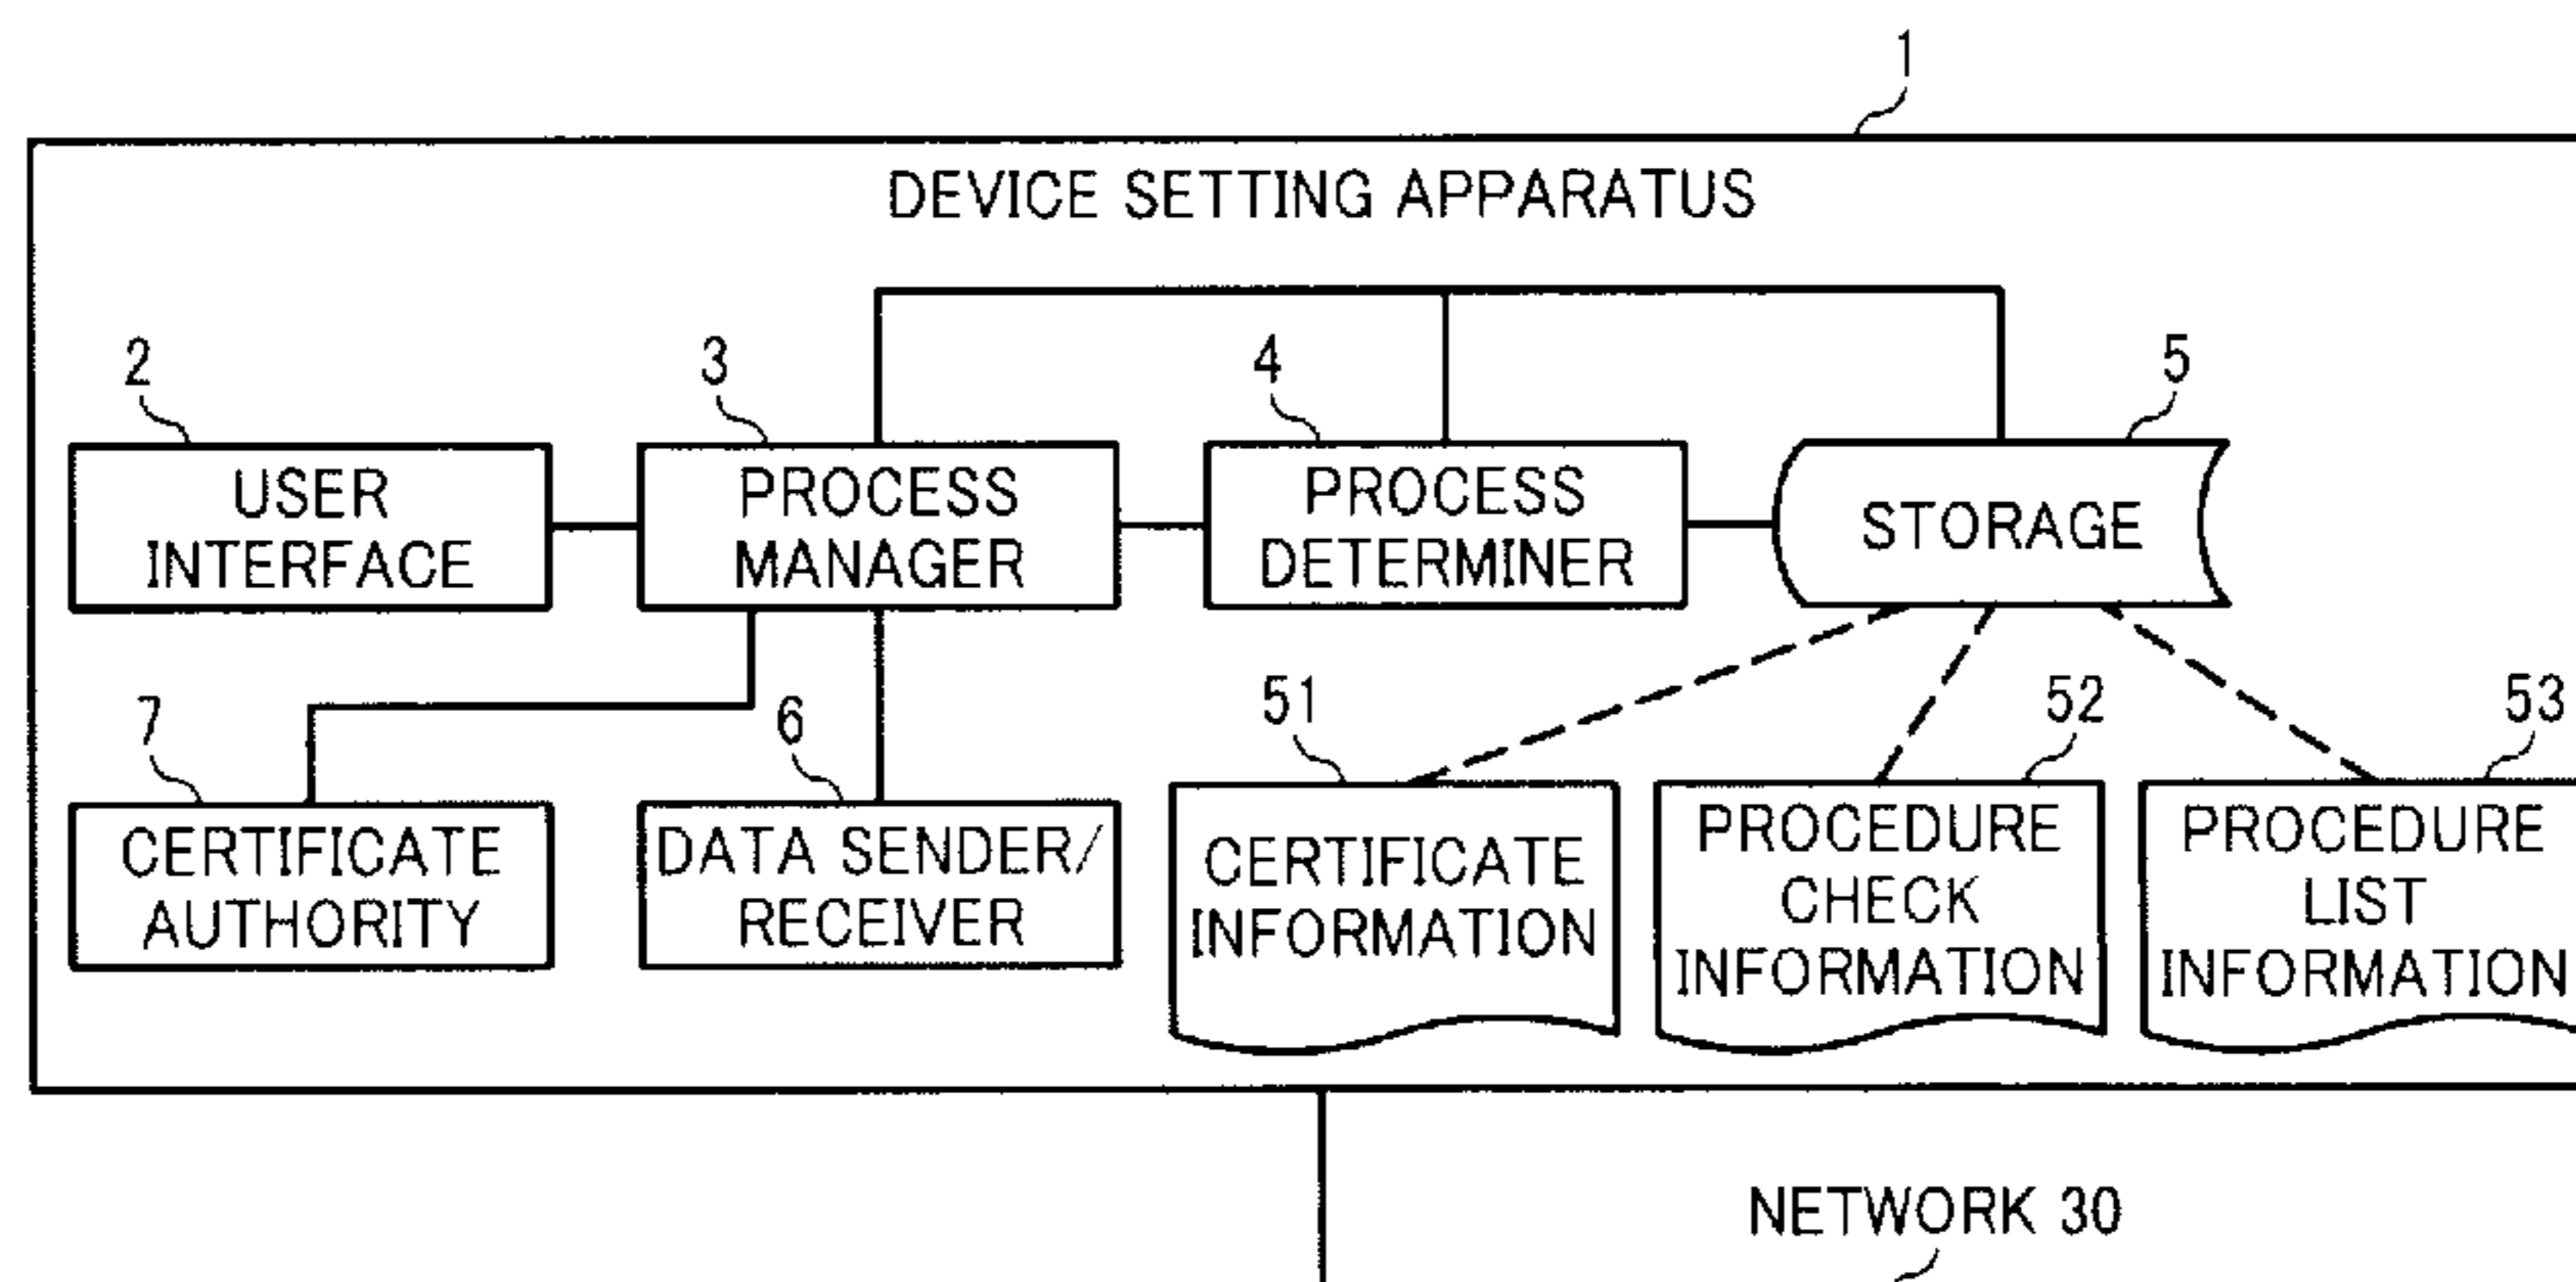 1
DEVICE SETTING APPARATUS
2
3
4
5
USER
INTERFACE
PROCESS
MANAGER
PROCESS
DETERMINER
STORAGE
7
6
51
52
53
CERTIFICATE
AUTHORITY
DATA SENDER/
RECEIVER
CERTIFICATE
INFORMATION
PROCEDURE
CHECK
INFORMATION
PROCEDURE
LIST
INFORMATION
NETWORK 30